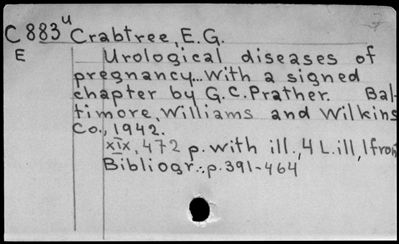 C883u Crabtree, E.G.
E Urological diseases of
pregnancy...With a signed
chapter by G.C.Prather. Bal-
timore, Williams and Wilkins
Co., 1942.
xix, 472 p. with ill., 4 L.ill, 1 fron
Bibliogr.:p.391-464